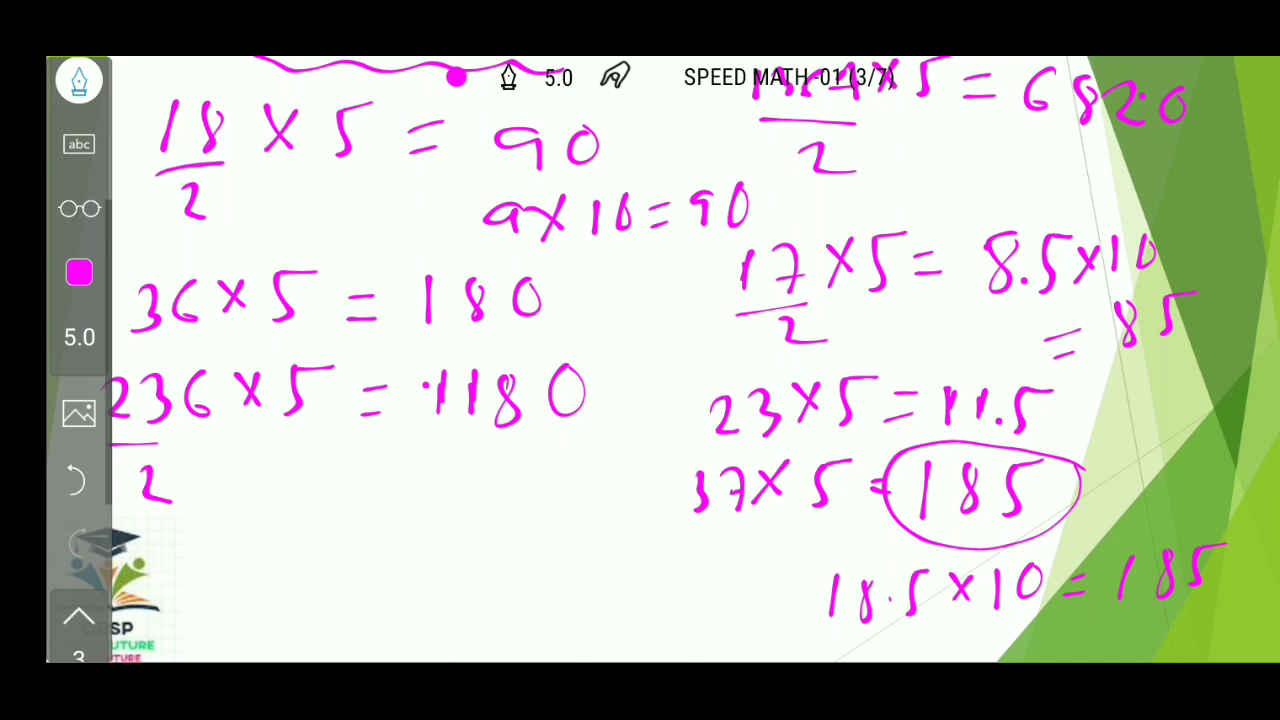 5.0
SPEED MATH -01 (3/7)
abc
5.0
3
18 × 5 = 90
2
9 × 10 = 90
36 × 5 = 180
236 × 5 = 1180
2
× 5 = 6820
2
17 × 5 = 8.5 × 10
2
= 85
23 × 5 = 11.5
37 × 5 = 185
18.5 × 10 = 185